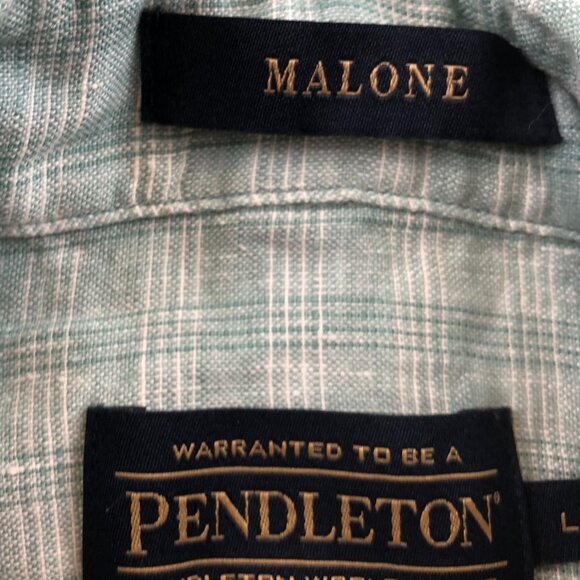 MALONE
WARRANTED TO BE A
PENDLETON®
L